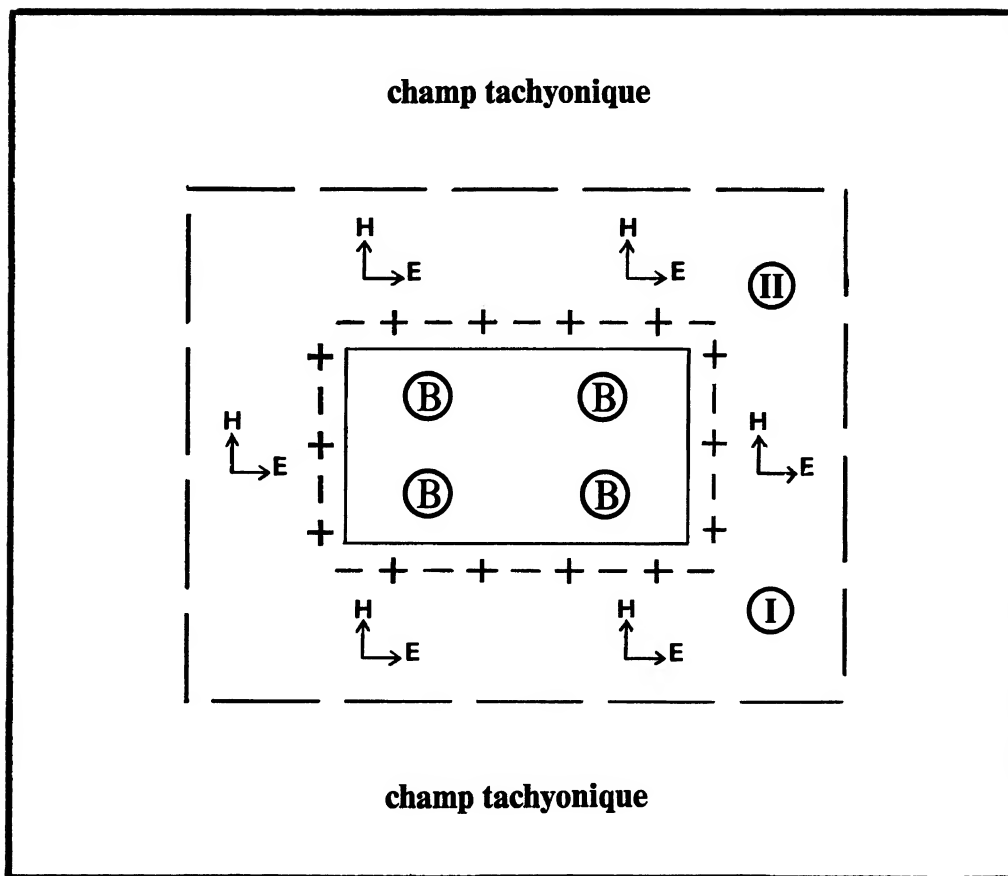 champ tachyonique
H H
E E
II
− + − + − + − + −
+ +
B B
H H
+ +
E E
B B
+ +
− + − + − + − + −
H H
I
E E
champ tachyonique